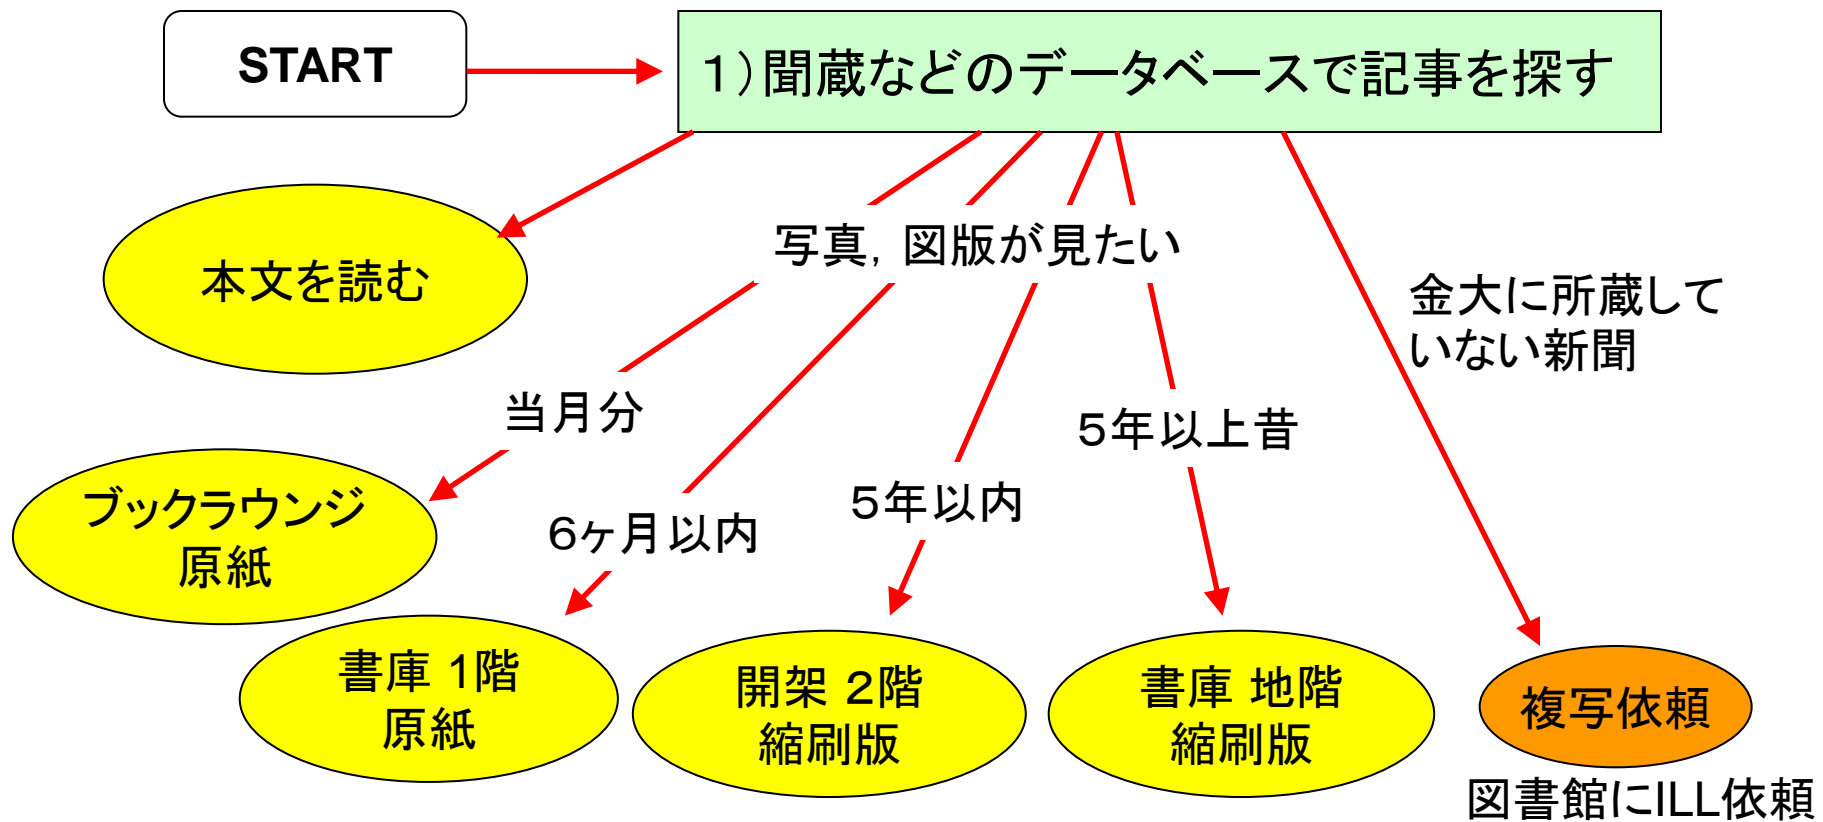 START
１）聞蔵などのデータベースで記事を探す
本文を読む
写真，図版が見たい
金大に所蔵して
いない新聞
当月分
５年以上昔
５年以内
６ヶ月以内
ブックラウンジ
原紙
書庫 1階
原紙
開架 ２階
縮刷版
書庫 地階
縮刷版
複写依頼
図書館にILL依頼